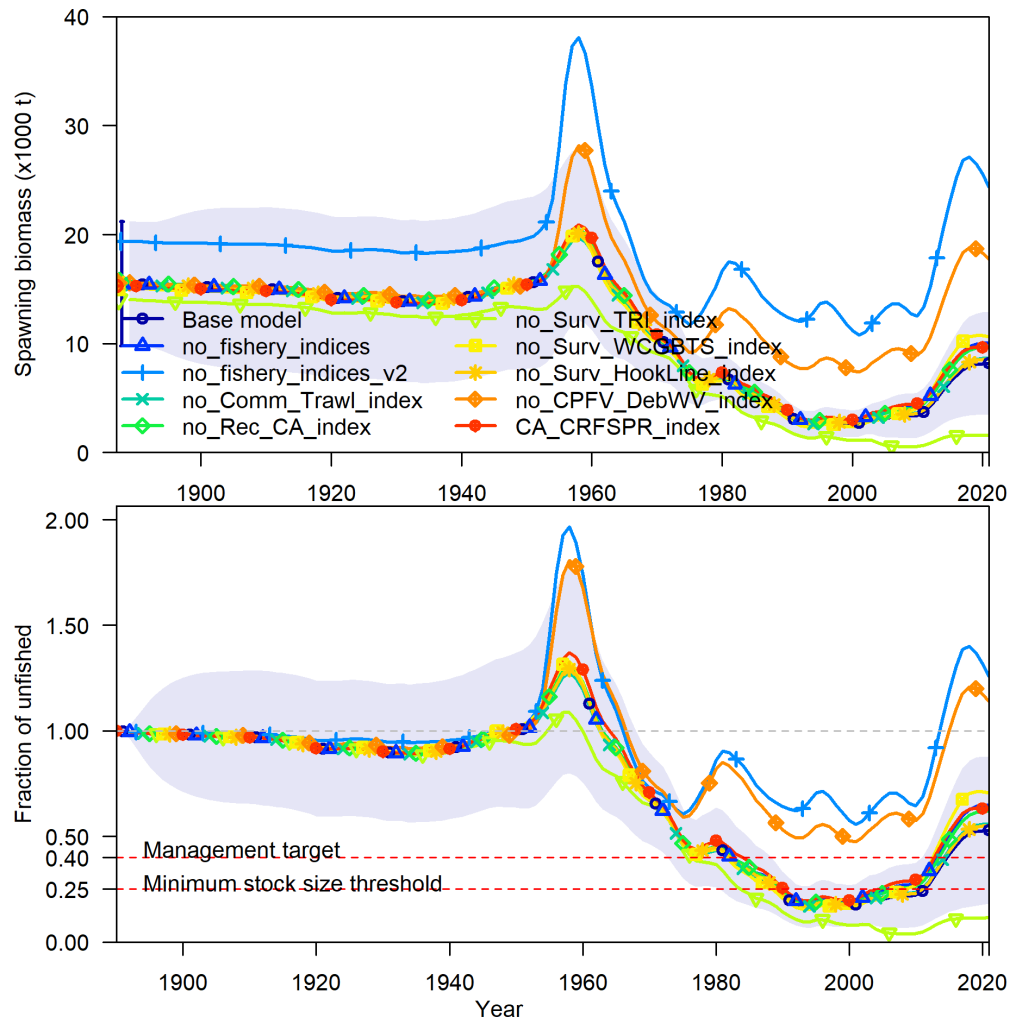 Spawning biomass (x1000 t)
40
30
20
10
0
Base model
no_fishery_indices
no_fishery_indices_v2
no_Comm_Trawl_index
no_Rec_CA_index
no_Surv_TRI_index
no_Surv_WCGBTS_index
no_Surv_HookLine_index
no_CPFV_DebWV_index
CA_CRFSPR_index
1900 1920 1940 1960 1980 2000 2020
Fraction of unfished
2.00
1.50
1.00
0.50
0.40
0.25
0.00
Management target
Minimum stock size threshold
1900 1920 1940 1960 1980 2000 2020
Year